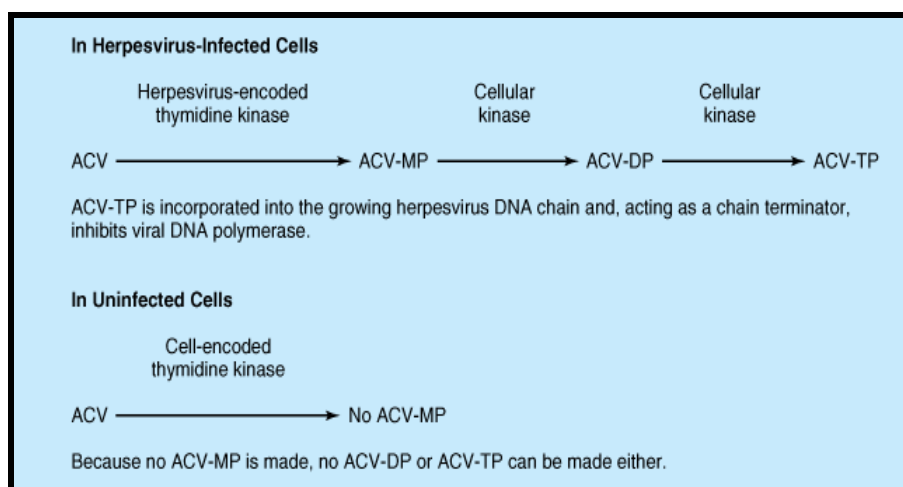 In Herpesvirus-Infected Cells
Herpesvirus-encoded Cellular Cellular
thymidine kinase kinase kinase
ACV ACV-MP ACV-DP ACV-TP
ACV-TP is incorporated into the growing herpesvirus DNA chain and, acting as a chain terminator,
inhibits viral DNA polymerase.
In Uninfected Cells
Cell-encoded
thymidine kinase
ACV No ACV-MP
Because no ACV-MP is made, no ACV-DP or ACV-TP can be made either.